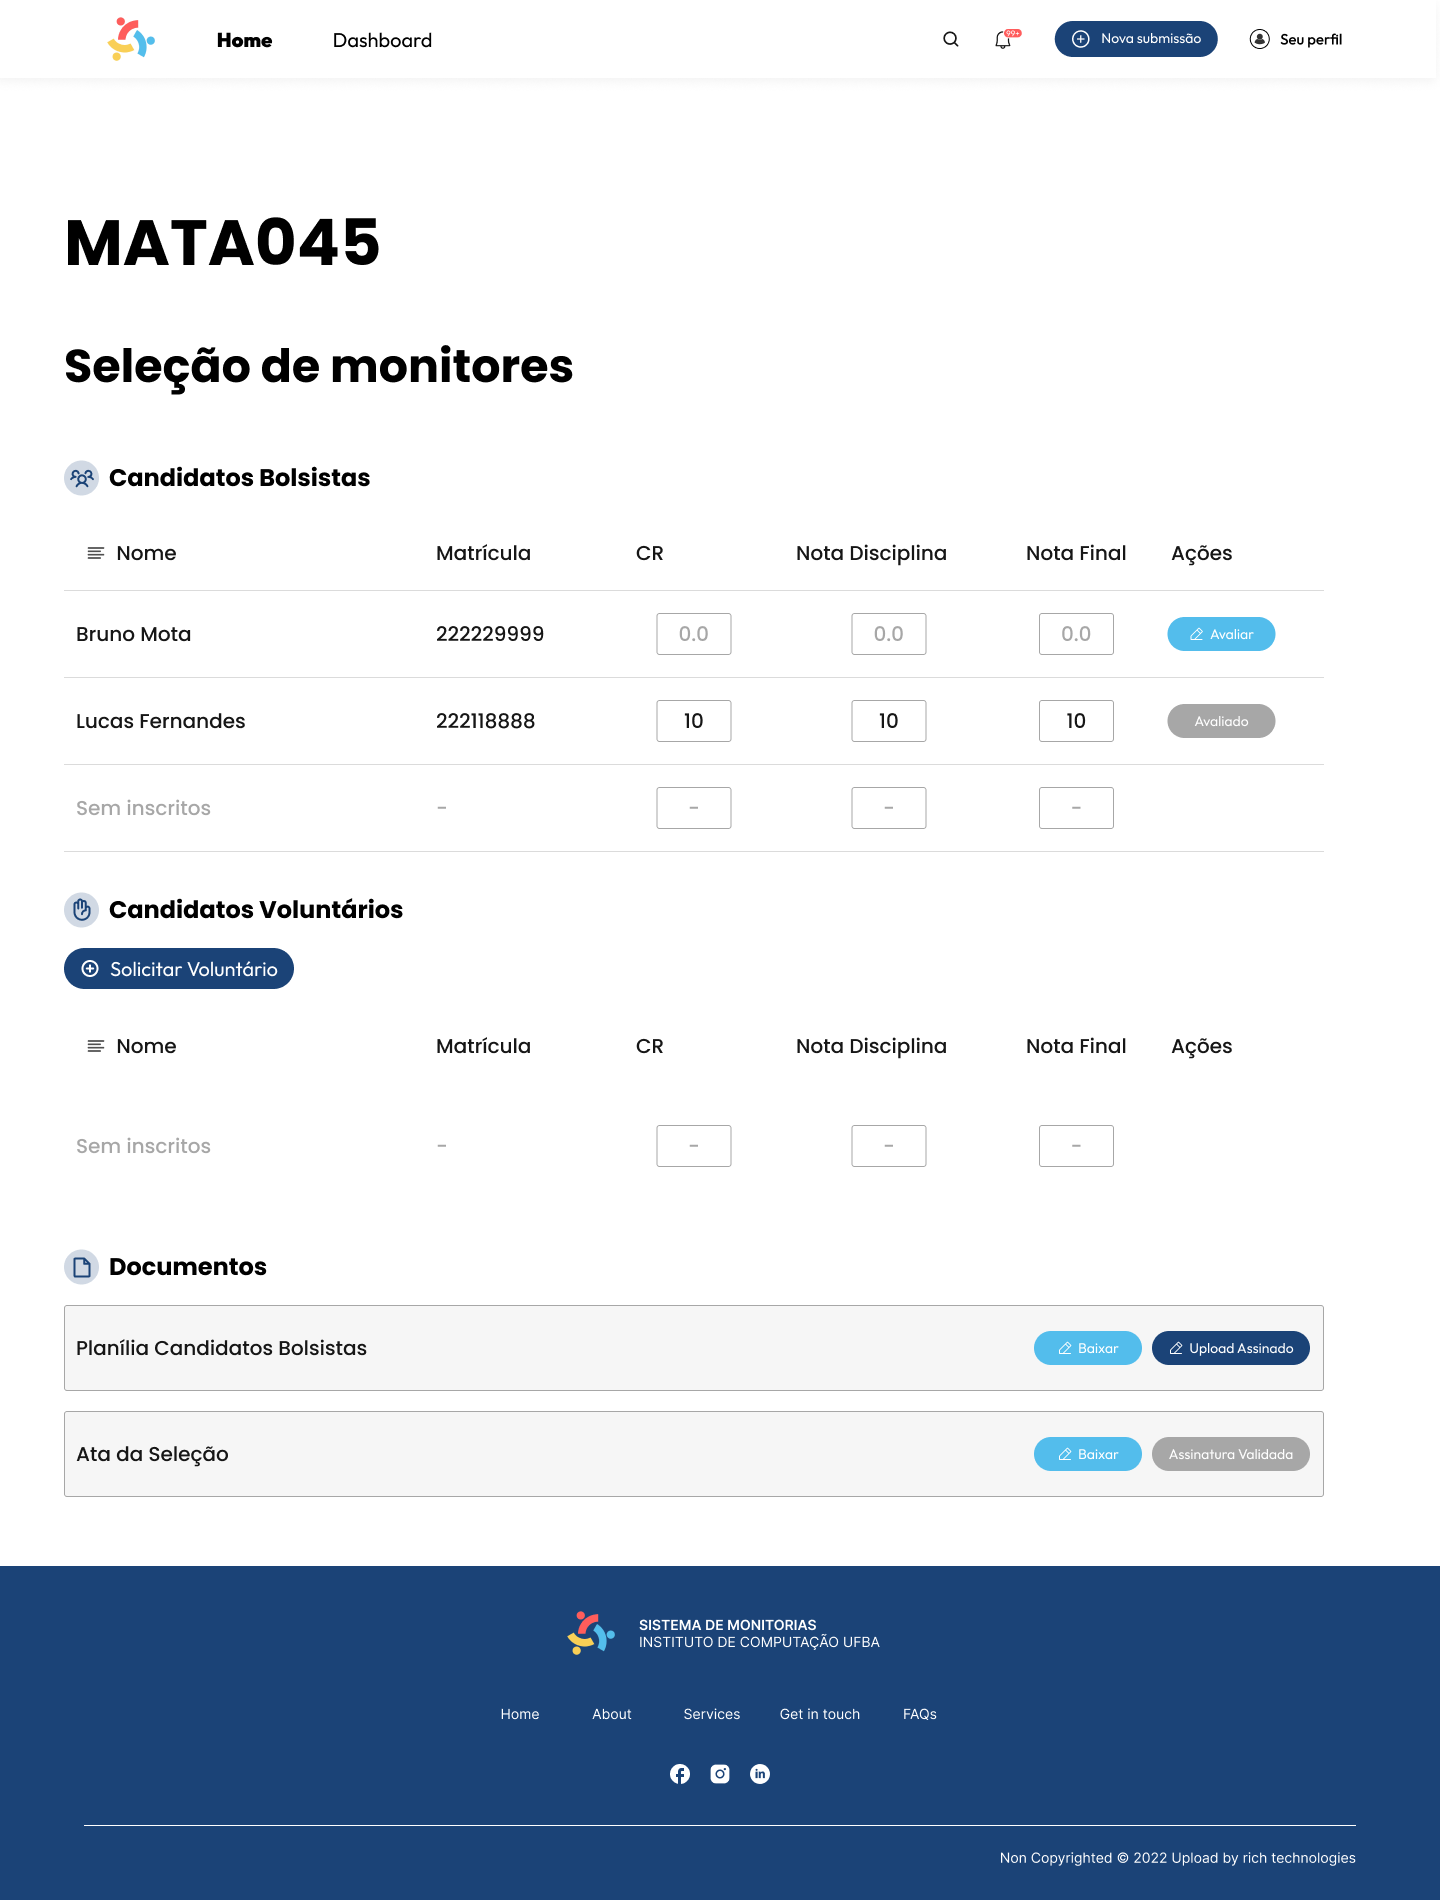 Home Dashboard 99+ Nova submissão Seu perfil
MATA045
Seleção de monitores
Candidatos Bolsistas
Nome Matrícula CR Nota Disciplina Nota Final Ações
Bruno Mota 222229999 0.0 0.0 0.0 Avaliar
Lucas Fernandes 222118888 10 10 10 Avaliado
Sem inscritos - - - -
Candidatos Voluntários
Solicitar Voluntário
Nome Matrícula CR Nota Disciplina Nota Final Ações
Sem inscritos - - - -
Documentos
Planília Candidatos Bolsistas Baixar Upload Assinado
Ata da Seleção Baixar Assinatura Validada
SISTEMA DE MONITORIAS
INSTITUTO DE COMPUTAÇÃO UFBA
Home About Services Get in touch FAQs
in
Non Copyrighted © 2022 Upload by rich technologies